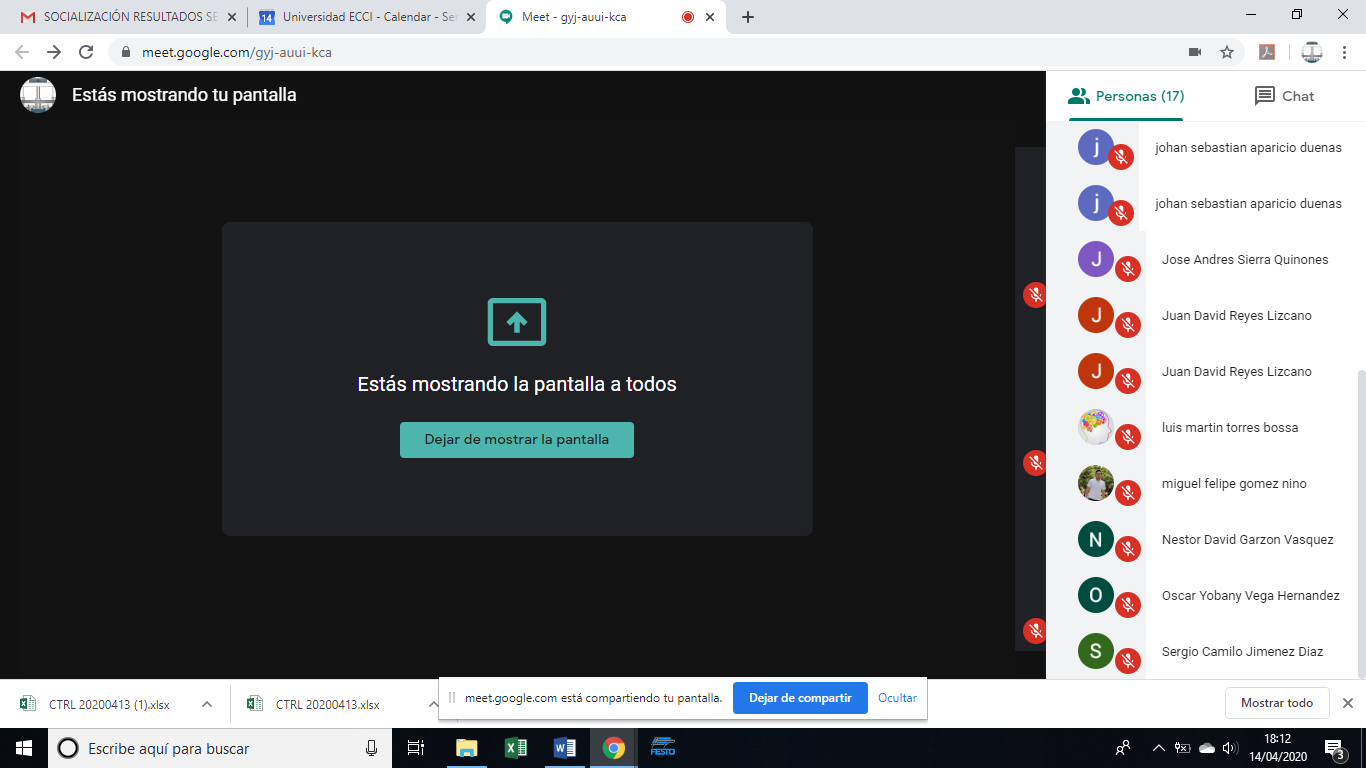 SOCIALIZACIÓN RESULTADOS SE
Universidad ECCI - Calendar - Se
Meet - gyj-auui-kca
meet.google.com/gyj-auui-kca
Estás mostrando tu pantalla
Personas (17)
Chat
j johan sebastian aparicio duenas
j johan sebastian aparicio duenas
J Jose Andres Sierra Quinones
J Juan David Reyes Lizcano
J Juan David Reyes Lizcano
luis martin torres bossa
miguel felipe gomez nino
N Nestor David Garzon Vasquez
O Oscar Yobany Vega Hernandez
S Sergio Camilo Jimenez Diaz
Estás mostrando la pantalla a todos
Dejar de mostrar la pantalla
CTRL 20200413 (1).xlsx
CTRL 20200413.xlsx
meet.google.com está compartiendo tu pantalla.
Dejar de compartir
Ocultar
Mostrar todo
Escribe aquí para buscar
FESTO
18:12
14/04/2020
3